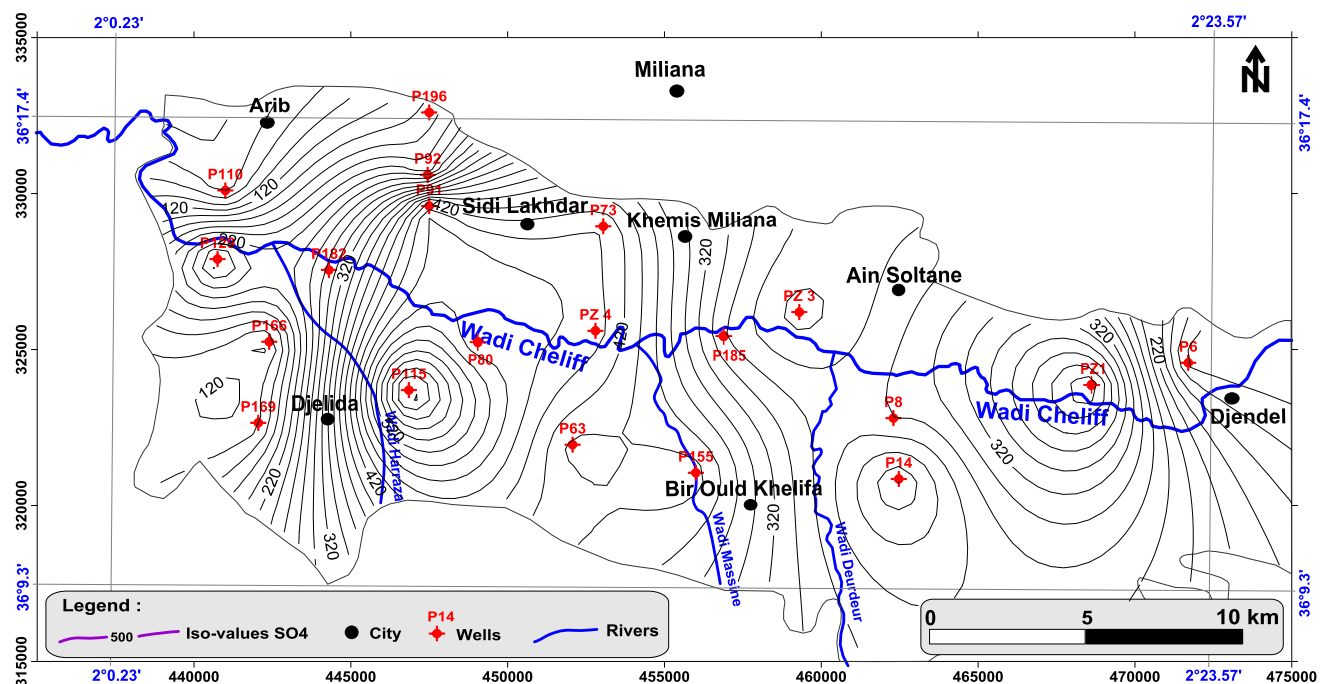 2°0.23'
2°23.57'
335000
Miliana
N
P196
Arib
36°17.4'
36°17.4'
P92
P110
120
P91
330000
120
420
Sidi Lakhdar
P73
Khemis Miliana
P128
280
P182
320
320
Ain Soltane
PZ 3
P166
PZ 4
420
Wadi Cheliff
P185
320
220
P6
325000
P80
120
P115
PZ1
Djelida
P169
P8
Wadi Cheliff
Djendel
P63
Wadi Harraza
P155
P14
320
220
420
Bir Ould Khelifa
320000
320
320
Wadi Massine
Wadi Deurdeur
36°9.3'
36°9.3'
Legend :
500
Iso-values SO4
City
P14
Wells
Rivers
0
5
10 km
315000
2°0.23'
2°23.57'
440000
445000
450000
455000
460000
465000
470000
475000